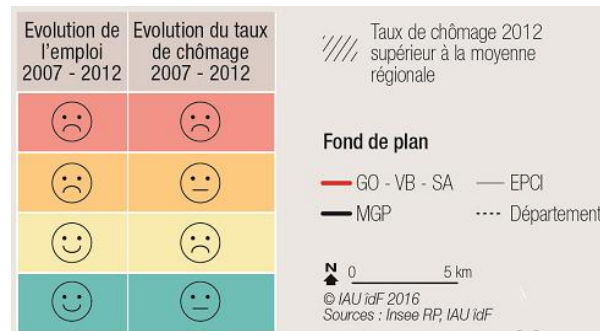 Evolution de
l'emploi
2007 - 2012
Evolution du taux
de chômage
2007 - 2012
Taux de chômage 2012
supérieur à la moyenne
régionale
Fond de plan
GO - VB - SA
EPCI
MGP
Département
N
0
5 km
© IAU îdF 2016
Sources : Insee RP, IAU îdF